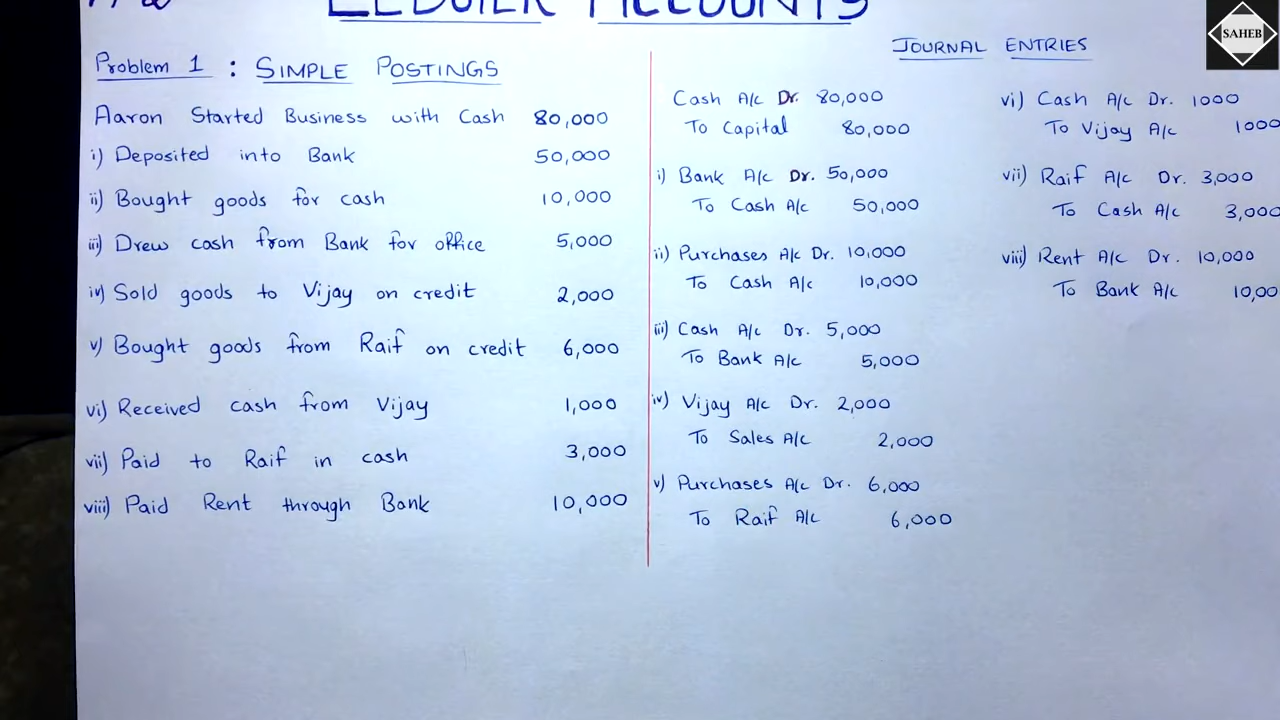 LEDGER ACCOUNTS
SAHEB
Problem 1 : SIMPLE POSTINGS
Aaron Started Business with Cash 80,000
i) Deposited into Bank 50,000
ii) Bought goods for cash 10,000
iii) Drew cash from Bank for office 5,000
iv) Sold goods to Vijay on credit 2,000
v) Bought goods from Raif on credit 6,000
vi) Received cash from Vijay 1,000
vii) Paid to Raif in cash 3,000
viii) Paid Rent through Bank 10,000
JOURNAL ENTRIES
Cash A/c Dr. 80,000
To Capital 80,000
i) Bank A/c Dr. 50,000
To Cash A/c 50,000
ii) Purchases A/c Dr. 10,000
To Cash A/c 10,000
iii) Cash A/c Dr. 5,000
To Bank A/c 5,000
iv) Vijay A/c Dr. 2,000
To Sales A/c 2,000
v) Purchases A/c Dr. 6,000
To Raif A/c 6,000
vi) Cash A/c Dr. 1000
To Vijay A/c 1000
vii) Raif A/c Dr. 3,000
To Cash A/c 3,000
viii) Rent A/c Dr. 10,000
To Bank A/c 10,00